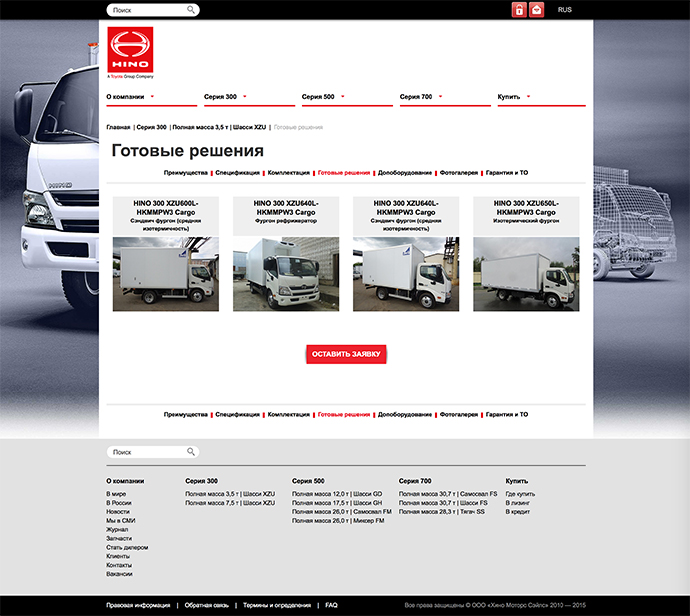 Поиск
RUS
HINO
A Toyota Group Company
О компании
Серия 300
Серия 500
Серия 700
Купить
Главная | Серия 300 | Полная масса 3,5 т | Шасси XZU | Готовые решения
Готовые решения
Преимущества Спецификация Комплектация Готовые решения Допоборудование Фотогалерея Гарантия и ТО
HINO 300 XZU600L-
HKMMPW3 Cargo
Сэндвич фургон (средняя
изотермичность)
HINO 300 XZU640L-
HKMMPW3 Cargo
Фургон рефрижератор
HINO 300 XZU640L-
HKMMPW3 Cargo
Сэндвич фургон (средняя
изотермичность)
HINO 300 XZU650L-
HKMMPW3 Cargo
Изотермический фургон
ОСТАВИТЬ ЗАЯВКУ
Преимущества Спецификация Комплектация Готовые решения Допоборудование Фотогалерея Гарантия и ТО
Поиск
О компании
В мире
В России
Новости
Мы в СМИ
Журнал
Запчасти
Стать дилером
Клиенты
Контакты
Вакансии
Серия 300
Полная масса 3,5 т | Шасси XZU
Полная масса 7,5 т | Шасси XZU
Серия 500
Полная масса 12,0 т | Шасси GD
Полная масса 17,5 т | Шасси GH
Полная масса 26,0 т | Самосвал FM
Полная масса 26,0 т | Миксер FM
Серия 700
Полная масса 30,7 т | Самосвал FS
Полная масса 30,7 т | Шасси FS
Полная масса 28,3 т | Тягач SS
Купить
Где купить
В лизинг
В кредит
Правовая информация | Обратная связь | Термины и определения | FAQ
Все права защищены © ООО «Хино Моторс Сэйлс» 2010 — 2015